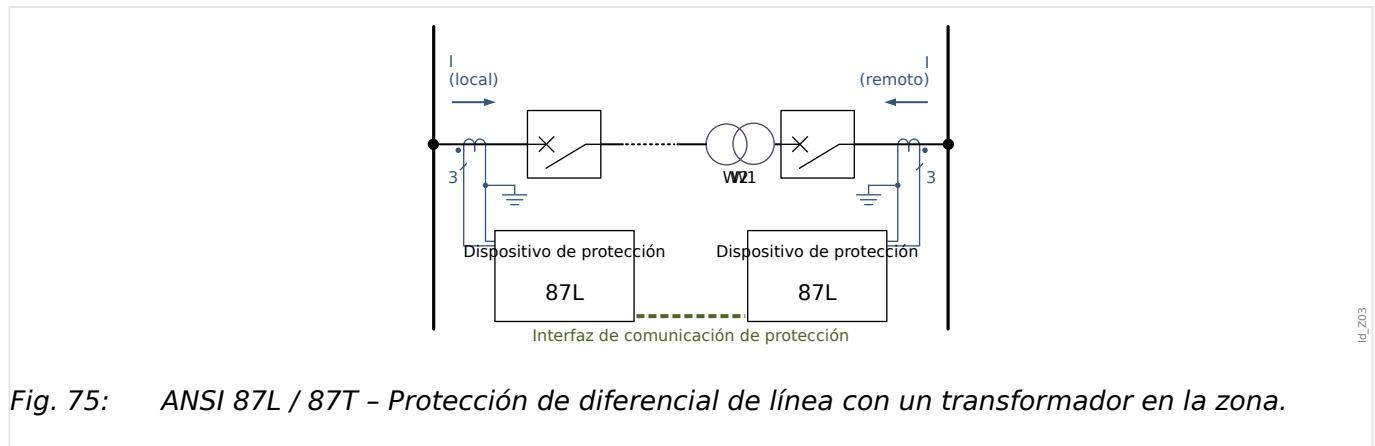 I
(local)
I
(remoto)
3
3
Dispositivo de protección
Dispositivo de protección
87L
87L
Interfaz de comunicación de protección
Id_Z03
Fig. 75: ANSI 87L / 87T – Protección de diferencial de línea con un transformador en la zona.